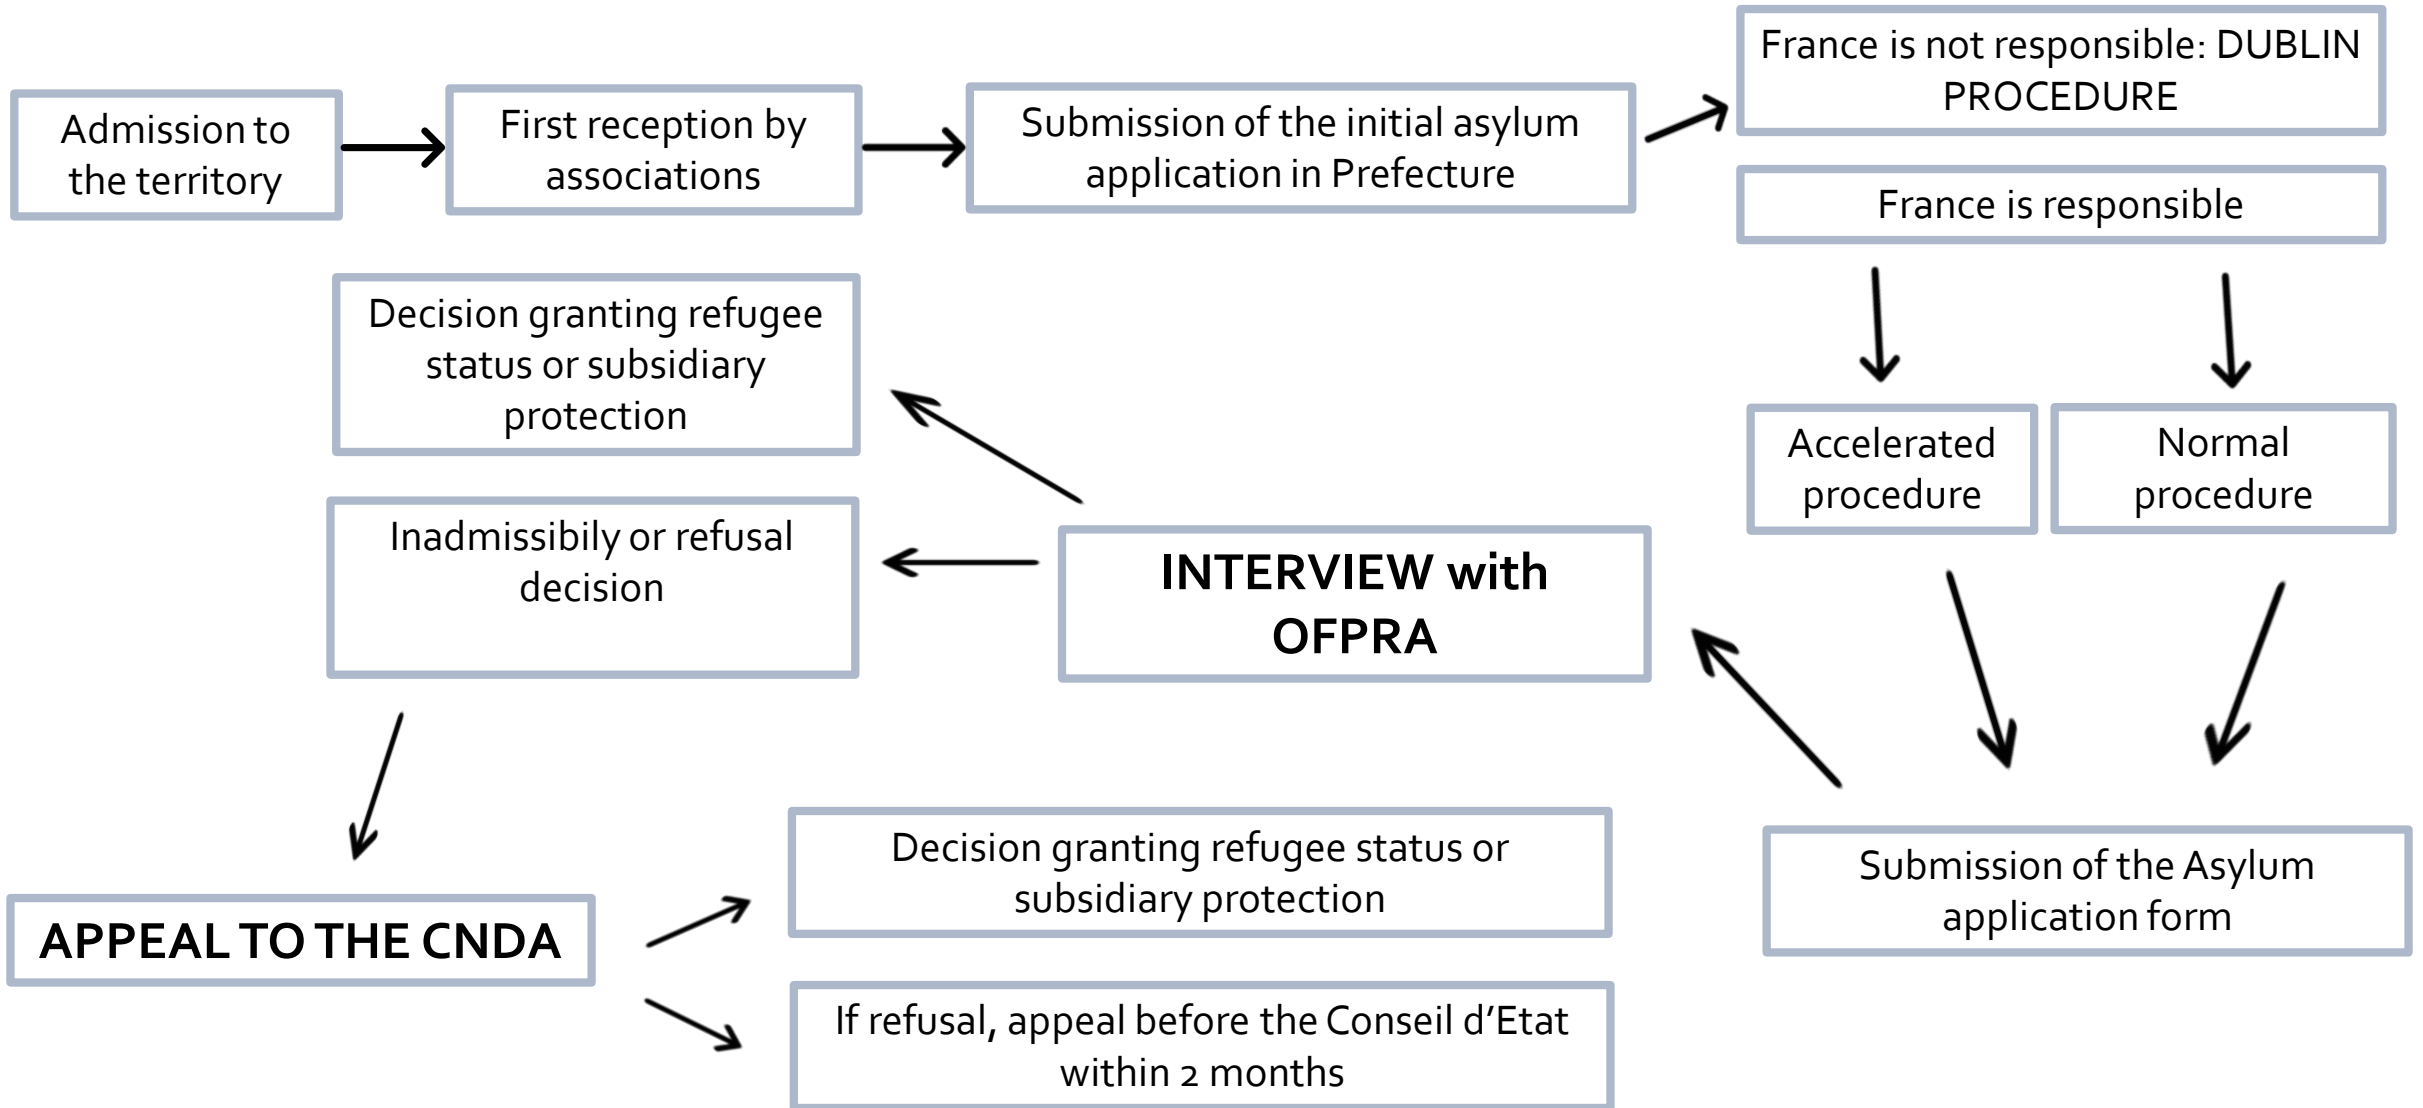 Admission to
the territory
First reception by
associations
Submission of the initial asylum
application in Prefecture
France is not responsible: DUBLIN
PROCEDURE
France is responsible
Accelerated
procedure
Normal
procedure
Submission of the Asylum
application form
INTERVIEW with
OFPRA
Decision granting refugee
status or subsidiary
protection
Inadmissibily or refusal
decision
APPEAL TO THE CNDA
Decision granting refugee status or
subsidiary protection
If refusal, appeal before the Conseil d’Etat
within 2 months